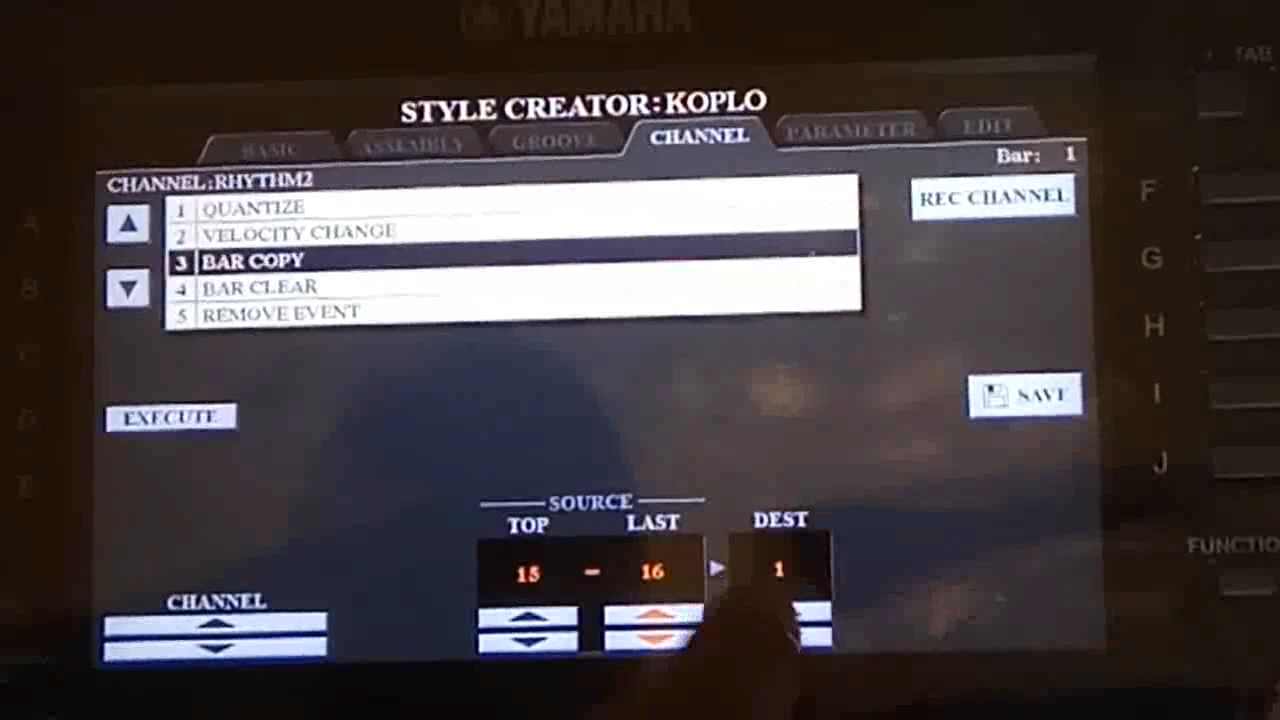 YAMAHA
TAB
STYLE CREATOR:KOPLO
BASIC ASSEMBLY GROOVE CHANNEL PARAMETER EDIT
Bar: 1
CHANNEL:RHYTHM2
REC CHANNEL
1 QUANTIZE
2 VELOCITY CHANGE
3 BAR COPY
4 BAR CLEAR
5 REMOVE EVENT
A
B
C
D
E
F
G
H
I
J
EXECUTE
SAVE
SOURCE
TOP LAST DEST
15 - 16 1
FUNCTIO
CHANNEL